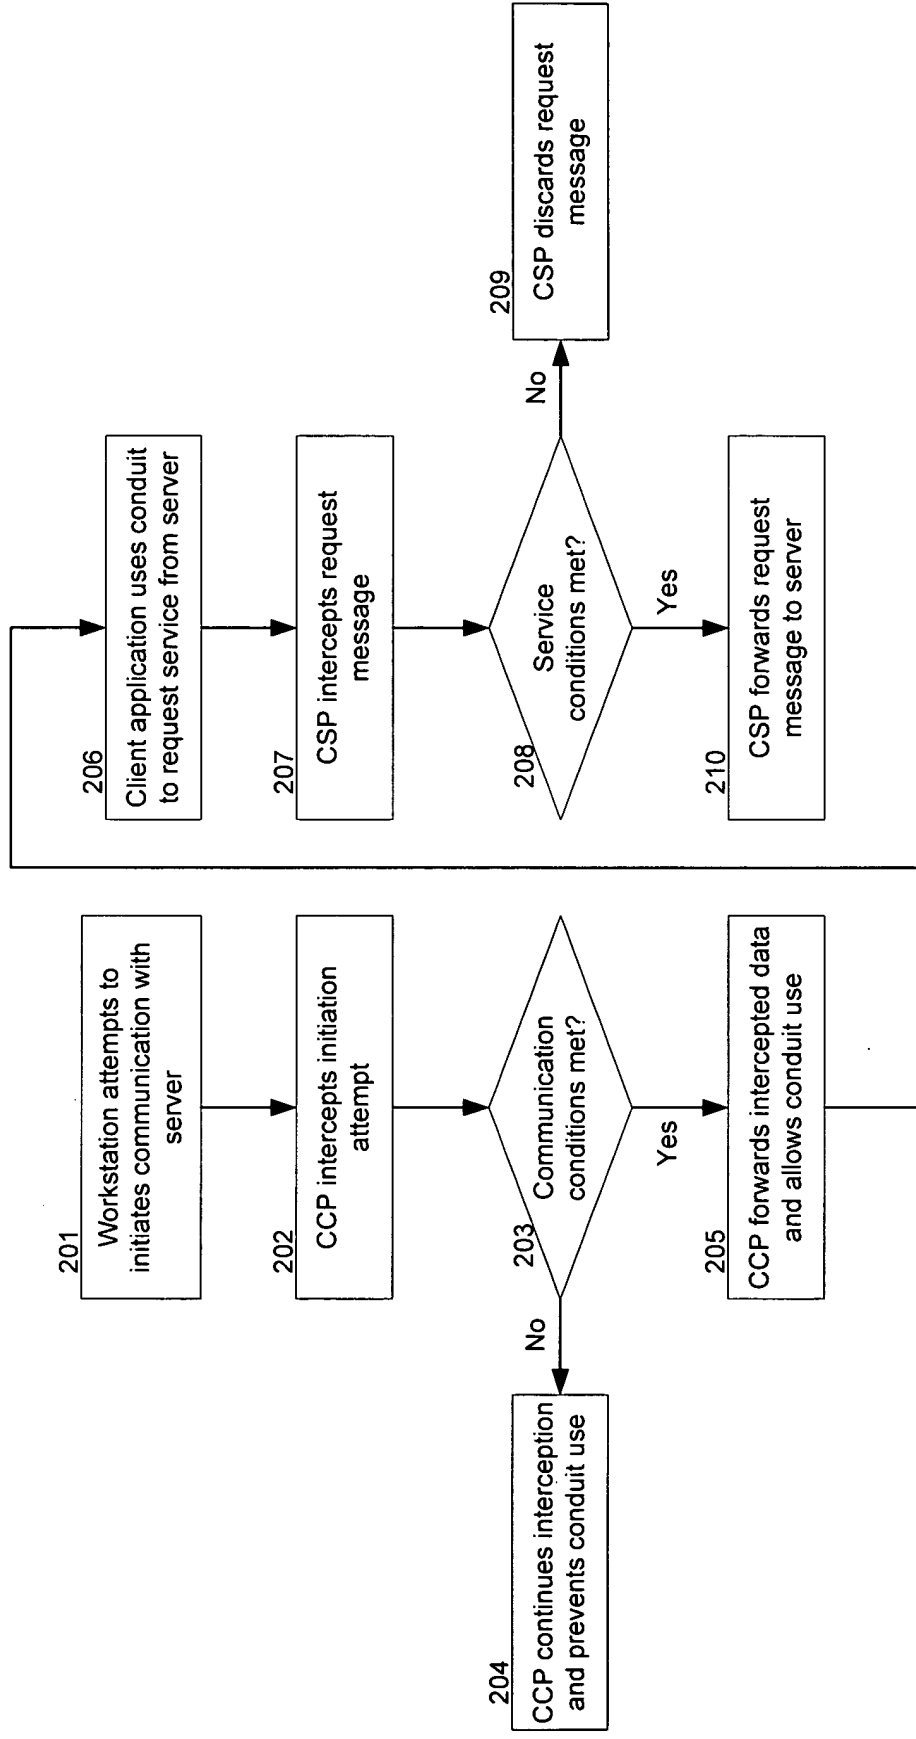 201
Workstation attempts to
initiates communication with
server
202
CCP intercepts initiation
attempt
203
Communication
conditions met?
No
Yes
204
CCP continues interception
and prevents conduit use
205
CCP forwards intercepted data
and allows conduit use
206
Client application uses conduit
to request service from server
207
CSP intercepts request
message
208
Service
conditions met?
No
Yes
209
CSP discards request
message
210
CSP forwards request
message to server